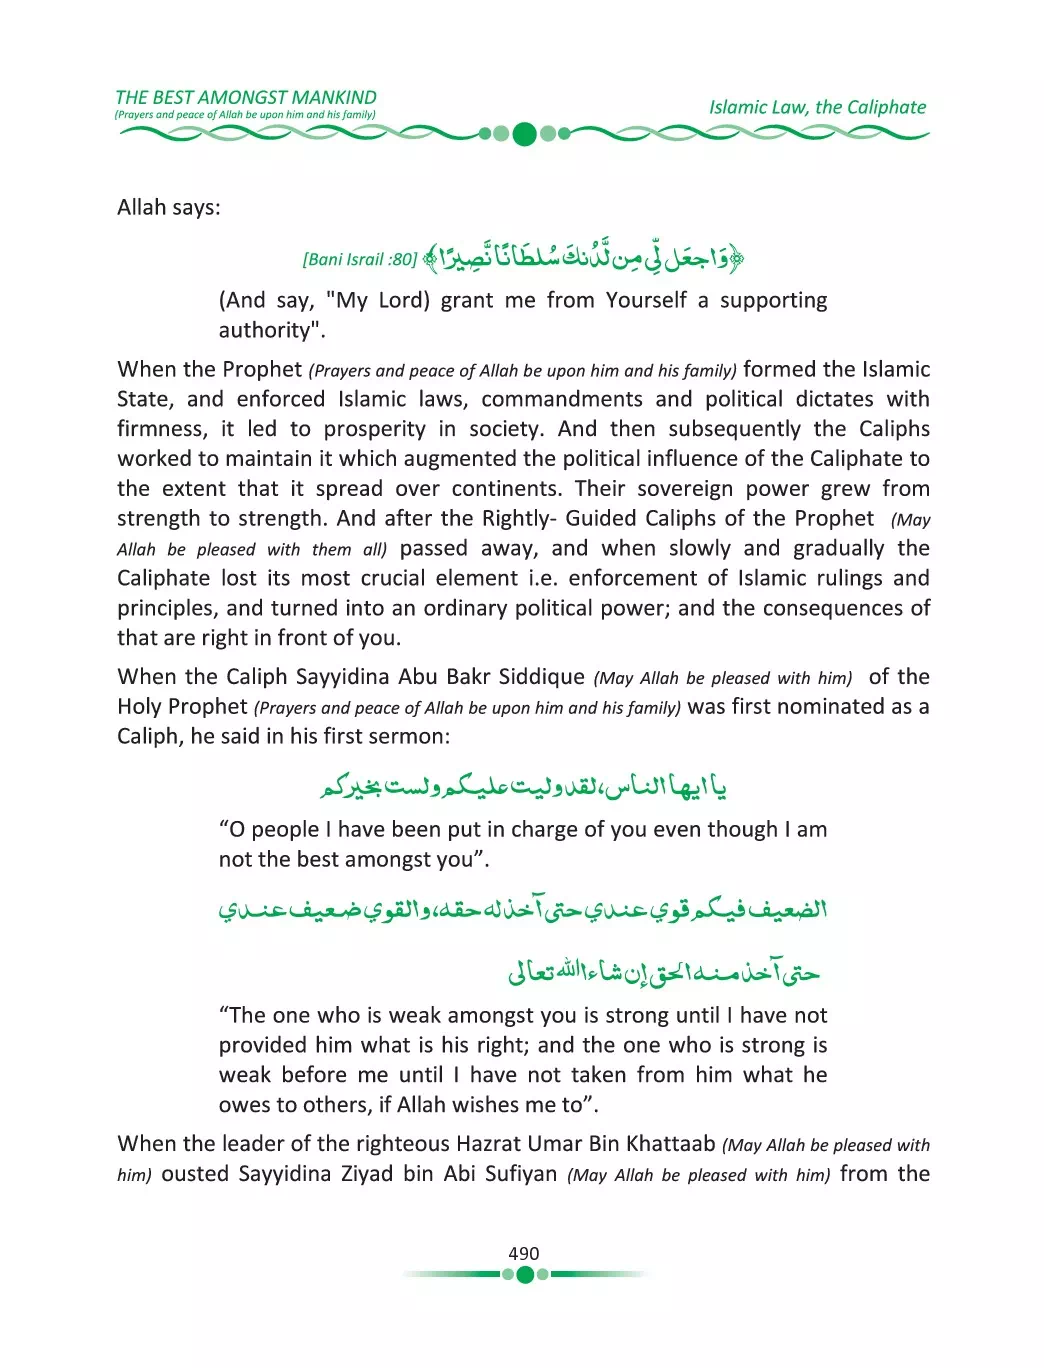 THE BEST AMONGST MANKIND
(Prayers and peace of Allah be upon him and his family)
Islamic Law, the Caliphate
Allah says:
﴿وَاجعَل لِّي مِن لَّدُنكَ سُلطَانًا نَّصِيرًا﴾ [Bani Israil :80]
(And say, "My Lord) grant me from Yourself a supporting
authority".
When the Prophet (Prayers and peace of Allah be upon him and his family) formed the Islamic
State, and enforced Islamic laws, commandments and political dictates with
firmness, it led to prosperity in society. And then subsequently the Caliphs
worked to maintain it which augmented the political influence of the Caliphate to
the extent that it spread over continents. Their sovereign power grew from
strength to strength. And after the Rightly- Guided Caliphs of the Prophet (May
Allah be pleased with them all) passed away, and when slowly and gradually the
Caliphate lost its most crucial element i.e. enforcement of Islamic rulings and
principles, and turned into an ordinary political power; and the consequences of
that are right in front of you.
When the Caliph Sayyidina Abu Bakr Siddique (May Allah be pleased with him) of the
Holy Prophet (Prayers and peace of Allah be upon him and his family) was first nominated as a
Caliph, he said in his first sermon:
يا ايها الناس، لقد وليت عليكم ولست بخيركم
“O people I have been put in charge of you even though I am
not the best amongst you”.
الضعيف فيكم قوي عندي حتى آخذ له حقه، والقوي ضعيف عندي
حتى آخذ منه الحق إن شاء الله تعالى
“The one who is weak amongst you is strong until I have not
provided him what is his right; and the one who is strong is
weak before me until I have not taken from him what he
owes to others, if Allah wishes me to”.
When the leader of the righteous Hazrat Umar Bin Khattaab (May Allah be pleased with
him) ousted Sayyidina Ziyad bin Abi Sufiyan (May Allah be pleased with him) from the
490